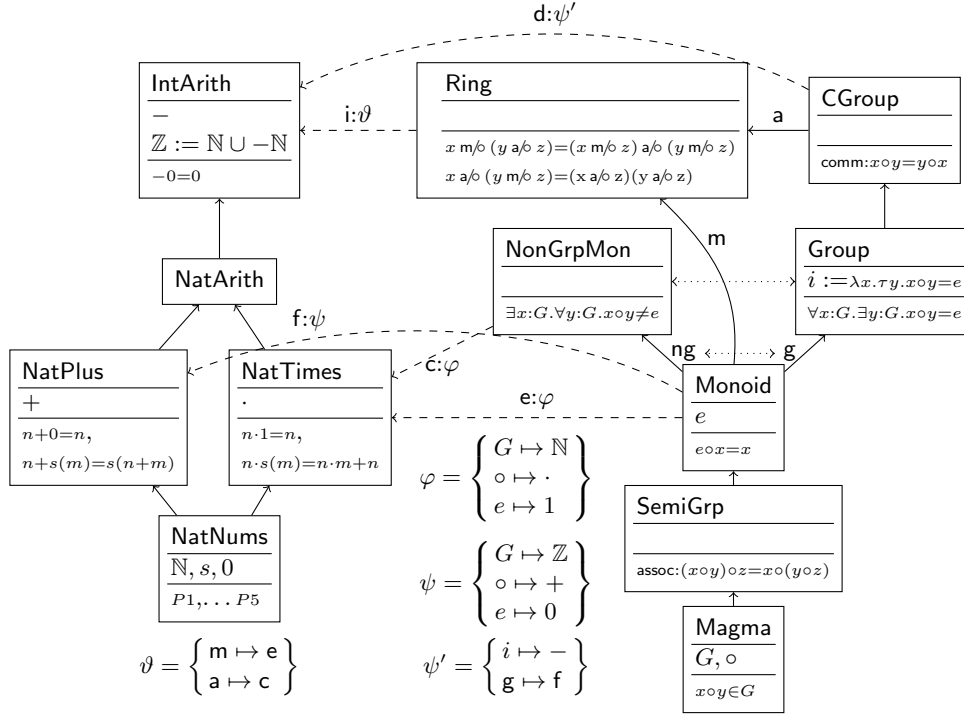 d:ψ′
IntArith
−
ℤ := ℕ ∪ −ℕ
−0=0
i:ϑ
Ring
x m/∘ (y a/∘ z)=(x m/∘ z) a/∘ (y m/∘ z)
x a/∘ (y m/∘ z)=(x a/∘ z)(y a/∘ z)
a
CGroup
comm:x∘y=y∘x
m
NatArith
NonGrpMon
∃x:G.∀y:G.x∘y≠e
Group
i :=λx.τy.x∘y=e
∀x:G.∃y:G.x∘y=e
f:ψ
c:φ
ng
g
NatPlus
+
n+0=n,
n+s(m)=s(n+m)
NatTimes
·
n·1=n,
n·s(m)=n·m+n
e:φ
Monoid
e
e∘x=x
φ = { G ↦ ℕ
∘ ↦ ·
e ↦ 1 }
SemiGrp
assoc:(x∘y)∘z=x∘(y∘z)
NatNums
ℕ, s, 0
P1,...P5
ψ = { G ↦ ℤ
∘ ↦ +
e ↦ 0 }
Magma
G, ∘
x∘y∈G
ϑ = { m ↦ e
a ↦ c }
ψ′ = { i ↦ −
g ↦ f }